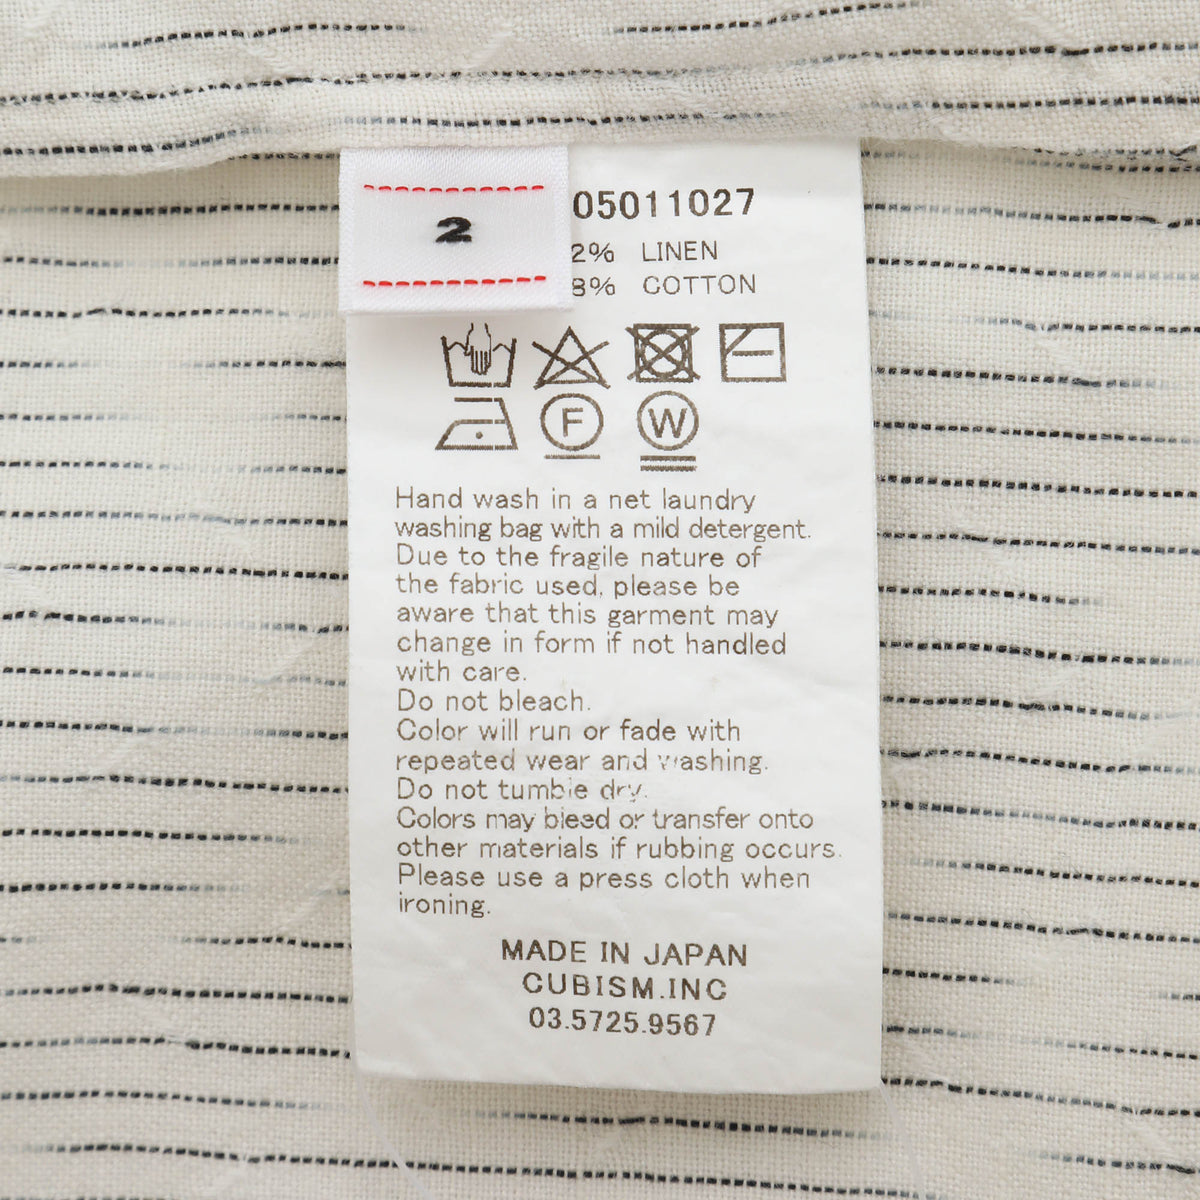 2
05011027
2% LINEN
8% COTTON
F W
Hand wash in a net laundry
washing bag with a mild detergent.
Due to the fragile nature of
the fabric used, please be
aware that this garment may
change in form if not handled
with care.
Do not bleach.
Color will run or fade with
repeated wear and washing.
Do not tumble dry.
Colors may bleed or transfer onto
other materials if rubbing occurs.
Please use a press cloth when
ironing.
MADE IN JAPAN
CUBISM.INC
03.5725.9567